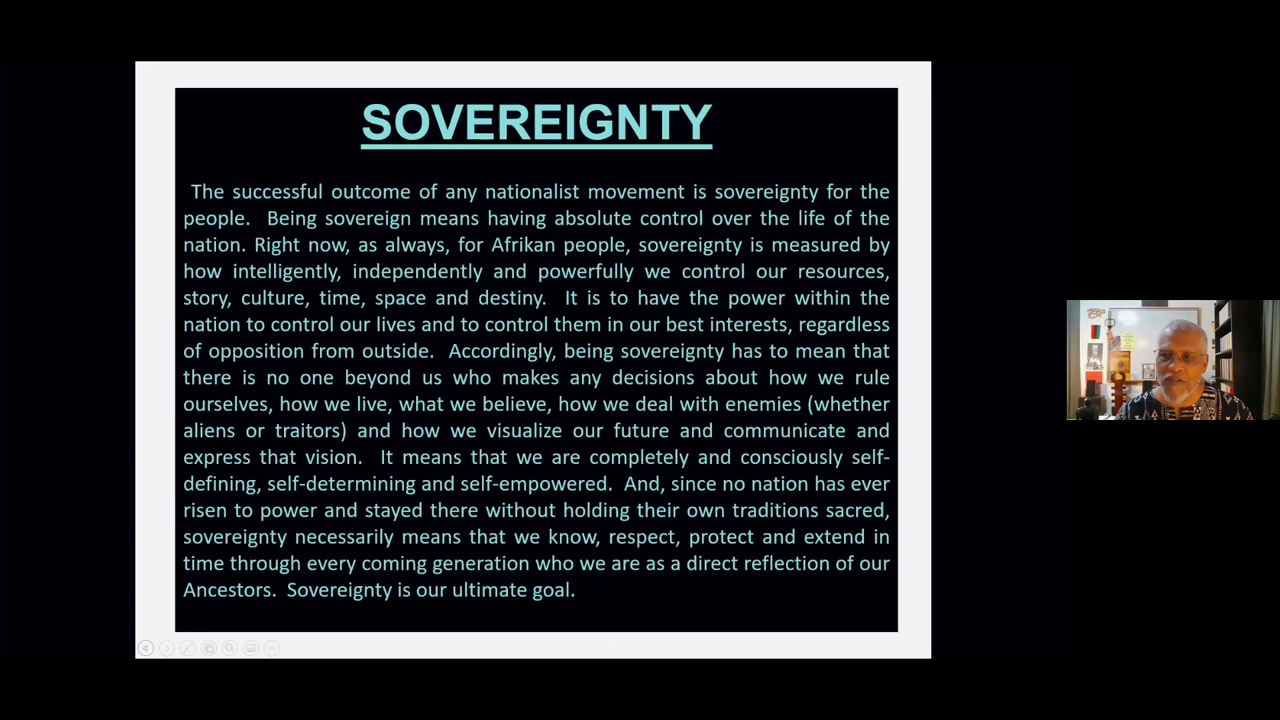 SOVEREIGNTY
The successful outcome of any nationalist movement is sovereignty for the
people. Being sovereign means having absolute control over the life of the
nation. Right now, as always, for Afrikan people, sovereignty is measured by
how intelligently, independently and powerfully we control our resources,
story, culture, time, space and destiny. It is to have the power within the
nation to control our lives and to control them in our best interests, regardless
of opposition from outside. Accordingly, being sovereignty has to mean that
there is no one beyond us who makes any decisions about how we rule
ourselves, how we live, what we believe, how we deal with enemies (whether
aliens or traitors) and how we visualize our future and communicate and
express that vision. It means that we are completely and consciously self-
defining, self-determining and self-empowered. And, since no nation has ever
risen to power and stayed there without holding their own traditions sacred,
sovereignty necessarily means that we know, respect, protect and extend in
time through every coming generation who we are as a direct reflection of our
Ancestors. Sovereignty is our ultimate goal.